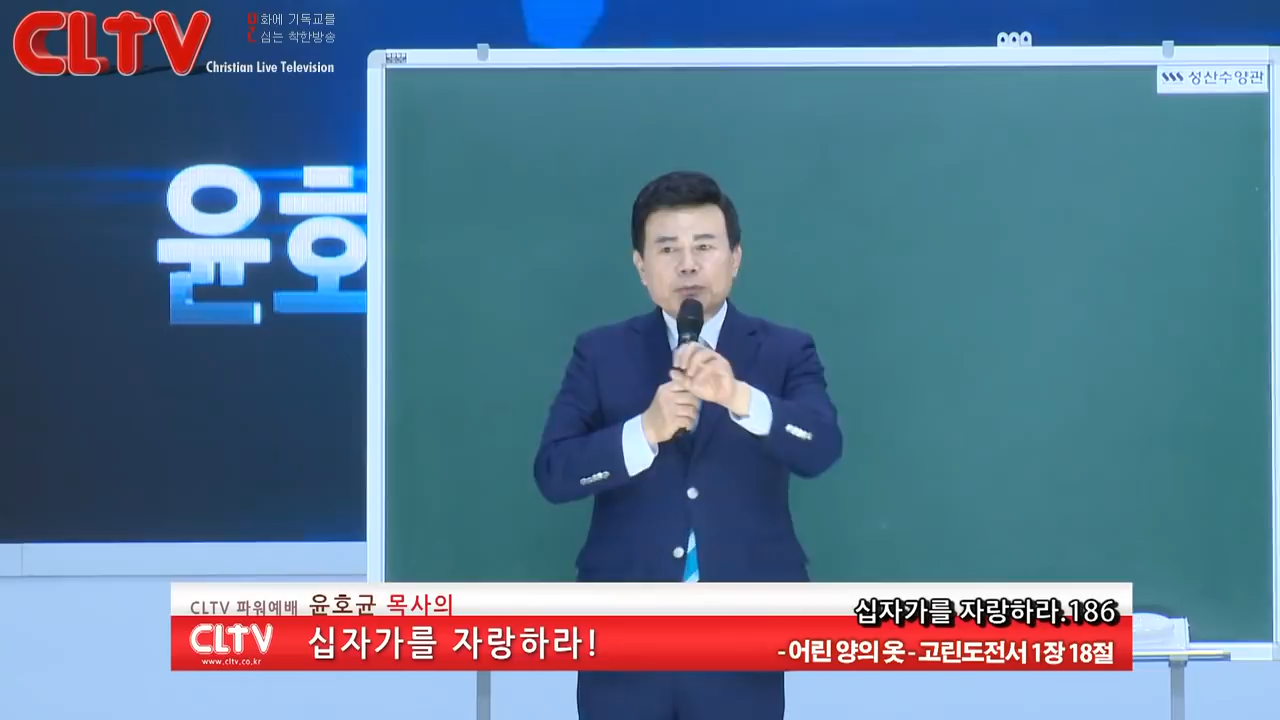 CLTV
문화에 기독교를
심는 착한방송
Christian Live Television
성산수양관
윤호
CLTV 파워예배 윤호균 목사의
십자가를 자랑하라.186
CLTV
www.cltv.co.kr
십자가를 자랑하라!
- 어린 양의 옷 - 고린도전서 1장 18절